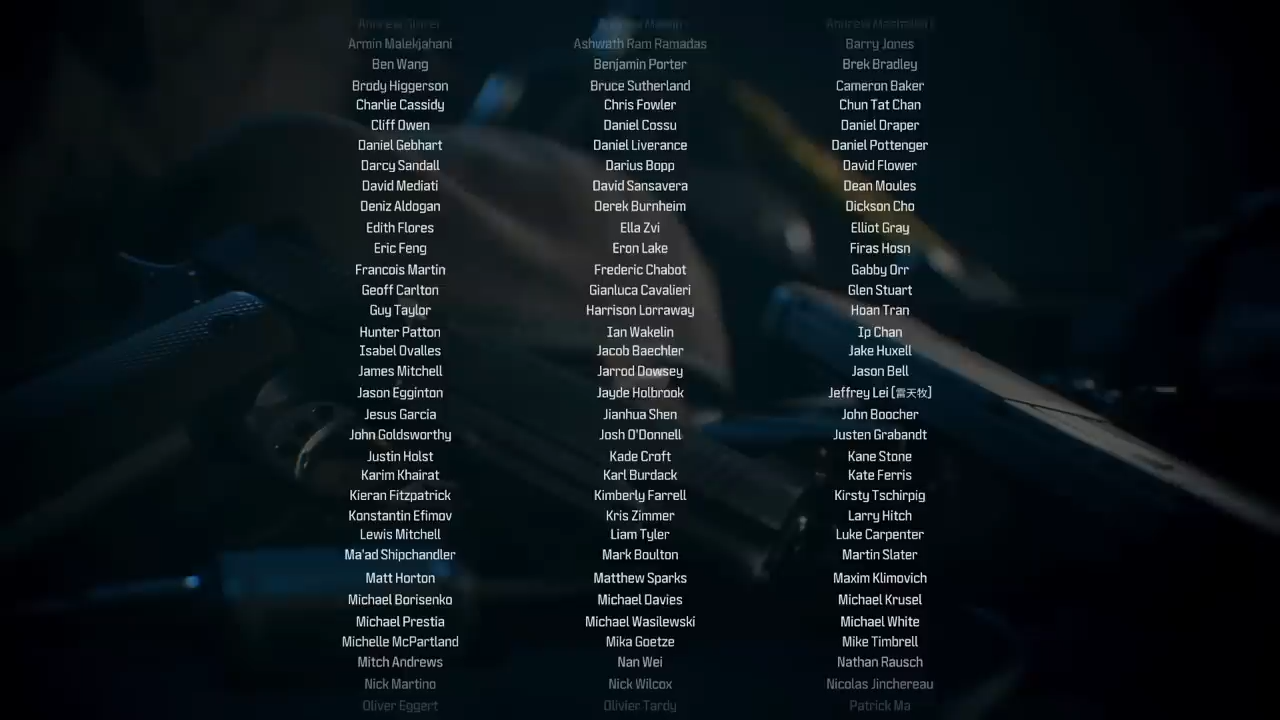 Armin Malekjahani Ashwath Ram Ramadas Barry Jones
Ben Wang Benjamin Porter Brek Bradley
Brody Higgerson Bruce Sutherland Cameron Baker
Charlie Cassidy Chris Fowler Chun Tat Chan
Cliff Owen Daniel Cossu Daniel Draper
Daniel Gebhart Daniel Liverance Daniel Pottenger
Darcy Sandall Darius Bopp David Flower
David Mediati David Sansavera Dean Moules
Deniz Aldogan Derek Burnheim Dickson Cho
Edith Flores Ella Zvi Elliot Gray
Eric Feng Eron Lake Firas Hosn
Francois Martin Frederic Chabot Gabby Orr
Geoff Carlton Gianluca Cavalieri Glen Stuart
Guy Taylor Harrison Lorraway Hoan Tran
Hunter Patton Ian Wakelin Ip Chan
Isabel Ovalles Jacob Baechler Jake Huxell
James Mitchell Jarrod Dowsey Jason Bell
Jason Egginton Jayde Holbrook Jeffrey Lei [雷天牧]
Jesus Garcia Jianhua Shen John Boocher
John Goldsworthy Josh O'Donnell Justen Grabandt
Justin Holst Kade Croft Kane Stone
Karim Khairat Karl Burdack Kate Ferris
Kieran Fitzpatrick Kimberly Farrell Kirsty Tschirpig
Konstantin Efimov Kris Zimmer Larry Hitch
Lewis Mitchell Liam Tyler Luke Carpenter
Ma'ad Shipchandler Mark Boulton Martin Slater
Matt Horton Matthew Sparks Maxim Klimovich
Michael Borisenko Michael Davies Michael Krusel
Michael Prestia Michael Wasilewski Michael White
Michelle McPartland Mika Goetze Mike Timbrell
Mitch Andrews Nan Wei Nathan Rausch
Nick Martino Nick Wilcox Nicolas Jinchereau
Oliver Eggert Olivier Tardy Patrick Ma